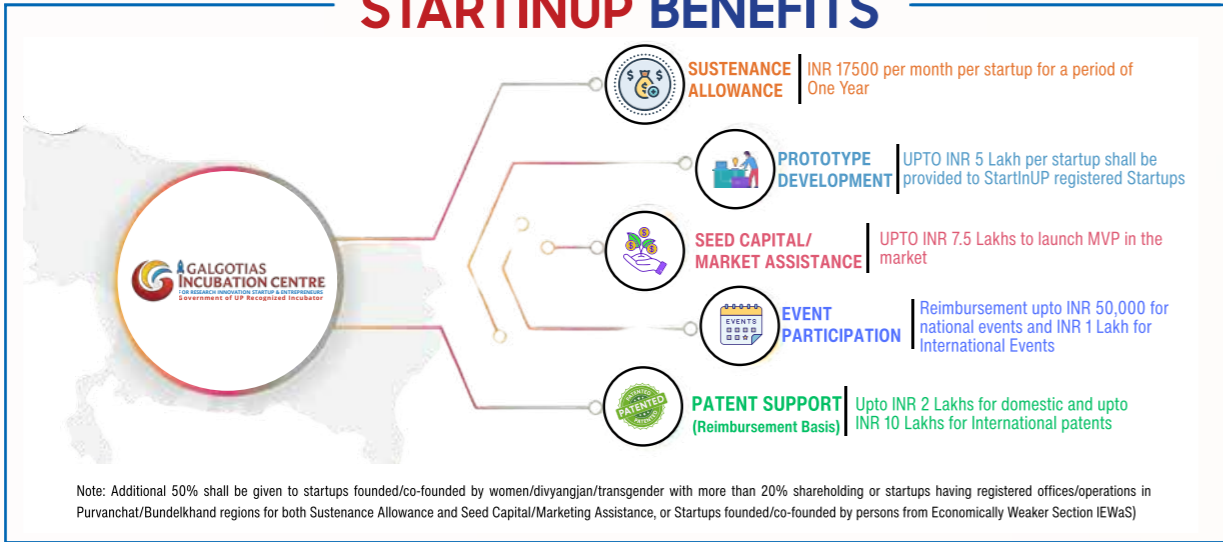 STARTINUP BENEFITS
SUSTENANCE
ALLOWANCE
INR 17500 per month per startup for a period of
One Year
PROTOTYPE
DEVELOPMENT
UPTO INR 5 Lakh per startup shall be
provided to StartInUP registered Startups
GALGOTIAS
INCUBATION CENTRE
FOR RESEARCH INNOVATION STARTUP & ENTREPRENEURS
Government of UP Recognized Incubator
SEED CAPITAL/
MARKET ASSISTANCE
UPTO INR 7.5 Lakhs to launch MVP in the
market
EVENTS
EVENT
PARTICIPATION
Reimbursement upto INR 50,000 for
national events and INR 1 Lakh for
International Events
PATENTED
PATENTED
PATENTED
PATENT SUPPORT
(Reimbursement Basis)
Upto INR 2 Lakhs for domestic and upto
INR 10 Lakhs for International patents
Note: Additional 50% shall be given to startups founded/co-founded by women/divyangjan/transgender with more than 20% shareholding or startups having registered offices/operations in
Purvanchat/Bundelkhand regions for both Sustenance Allowance and Seed Capital/Marketing Assistance, or Startups founded/co-founded by persons from Economically Weaker Section IEWaS)